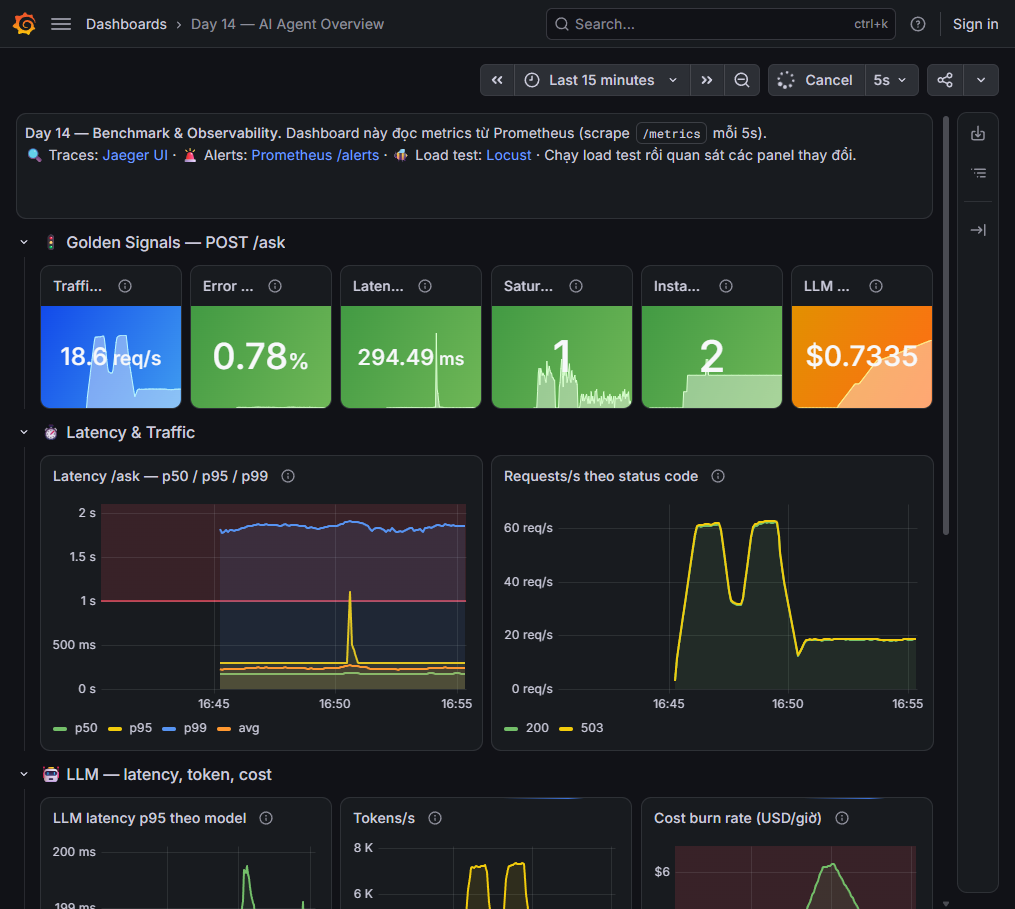 Dashboards › Day 14 — AI Agent Overview
Search... ctrl+k
Sign in
Last 15 minutes
Cancel
5s
Day 14 — Benchmark & Observability. Dashboard này đọc metrics từ Prometheus (scrape /metrics mỗi 5s).
Traces: Jaeger UI · Alerts: Prometheus /alerts · Load test: Locust · Chạy load test rồi quan sát các panel thay đổi.
Golden Signals — POST /ask
Traffi...
18.6 req/s
Error ...
0.78%
Laten...
294.49 ms
Satur...
1
Insta...
2
LLM ...
$0.7335
Latency & Traffic
Latency /ask — p50 / p95 / p99
2 s
1.5 s
1 s
500 ms
0 s
16:45 16:50 16:55
p50 p95 p99 avg
Requests/s theo status code
60 req/s
40 req/s
20 req/s
0 req/s
16:45 16:50 16:55
200 503
LLM — latency, token, cost
LLM latency p95 theo model
200 ms
199 ms
Tokens/s
8 K
6 K
Cost burn rate (USD/giờ)
$6